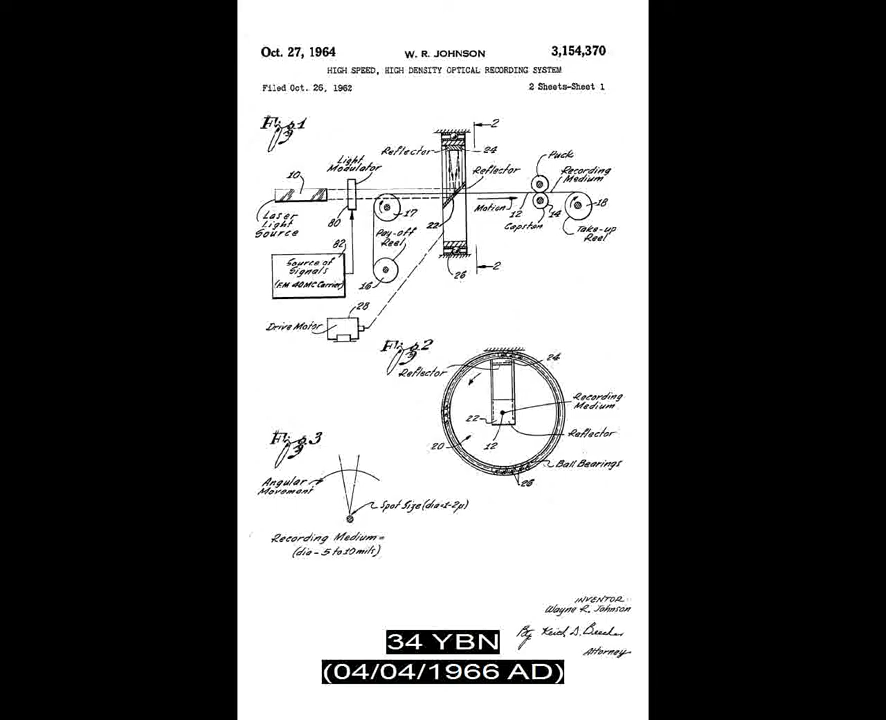 Oct. 27, 1964
W. R. JOHNSON
3,154,370
HIGH SPEED, HIGH DENSITY OPTICAL RECORDING SYSTEM
Filed Oct. 26, 1962
2 Sheets-Sheet 1
Fig 1
2
Reflector
24
Light
Modulator
Reflector
Puck
Recording
Medium
10
Laser
Light
Source
80
17
22
Motion
12
Capstan
14
18
Take-up
Reel
Pay-off
Reel
82
Source of
Signals
(F.M. 40MC Carrier)
16
26
2
28
Drive Motor
Fig 2
24
Reflector
Recording
Medium
22
12
20
Reflector
Ball Bearings
26
Fig 3
Angular
Movement
Spot Size (dia=1-2μ)
Recording Medium=
(dia - 5 to 10 mils)
INVENTOR
Wayne R. Johnson
By Keith D. Beecher
Attorney
34 YBN
(04/04/1966 AD)